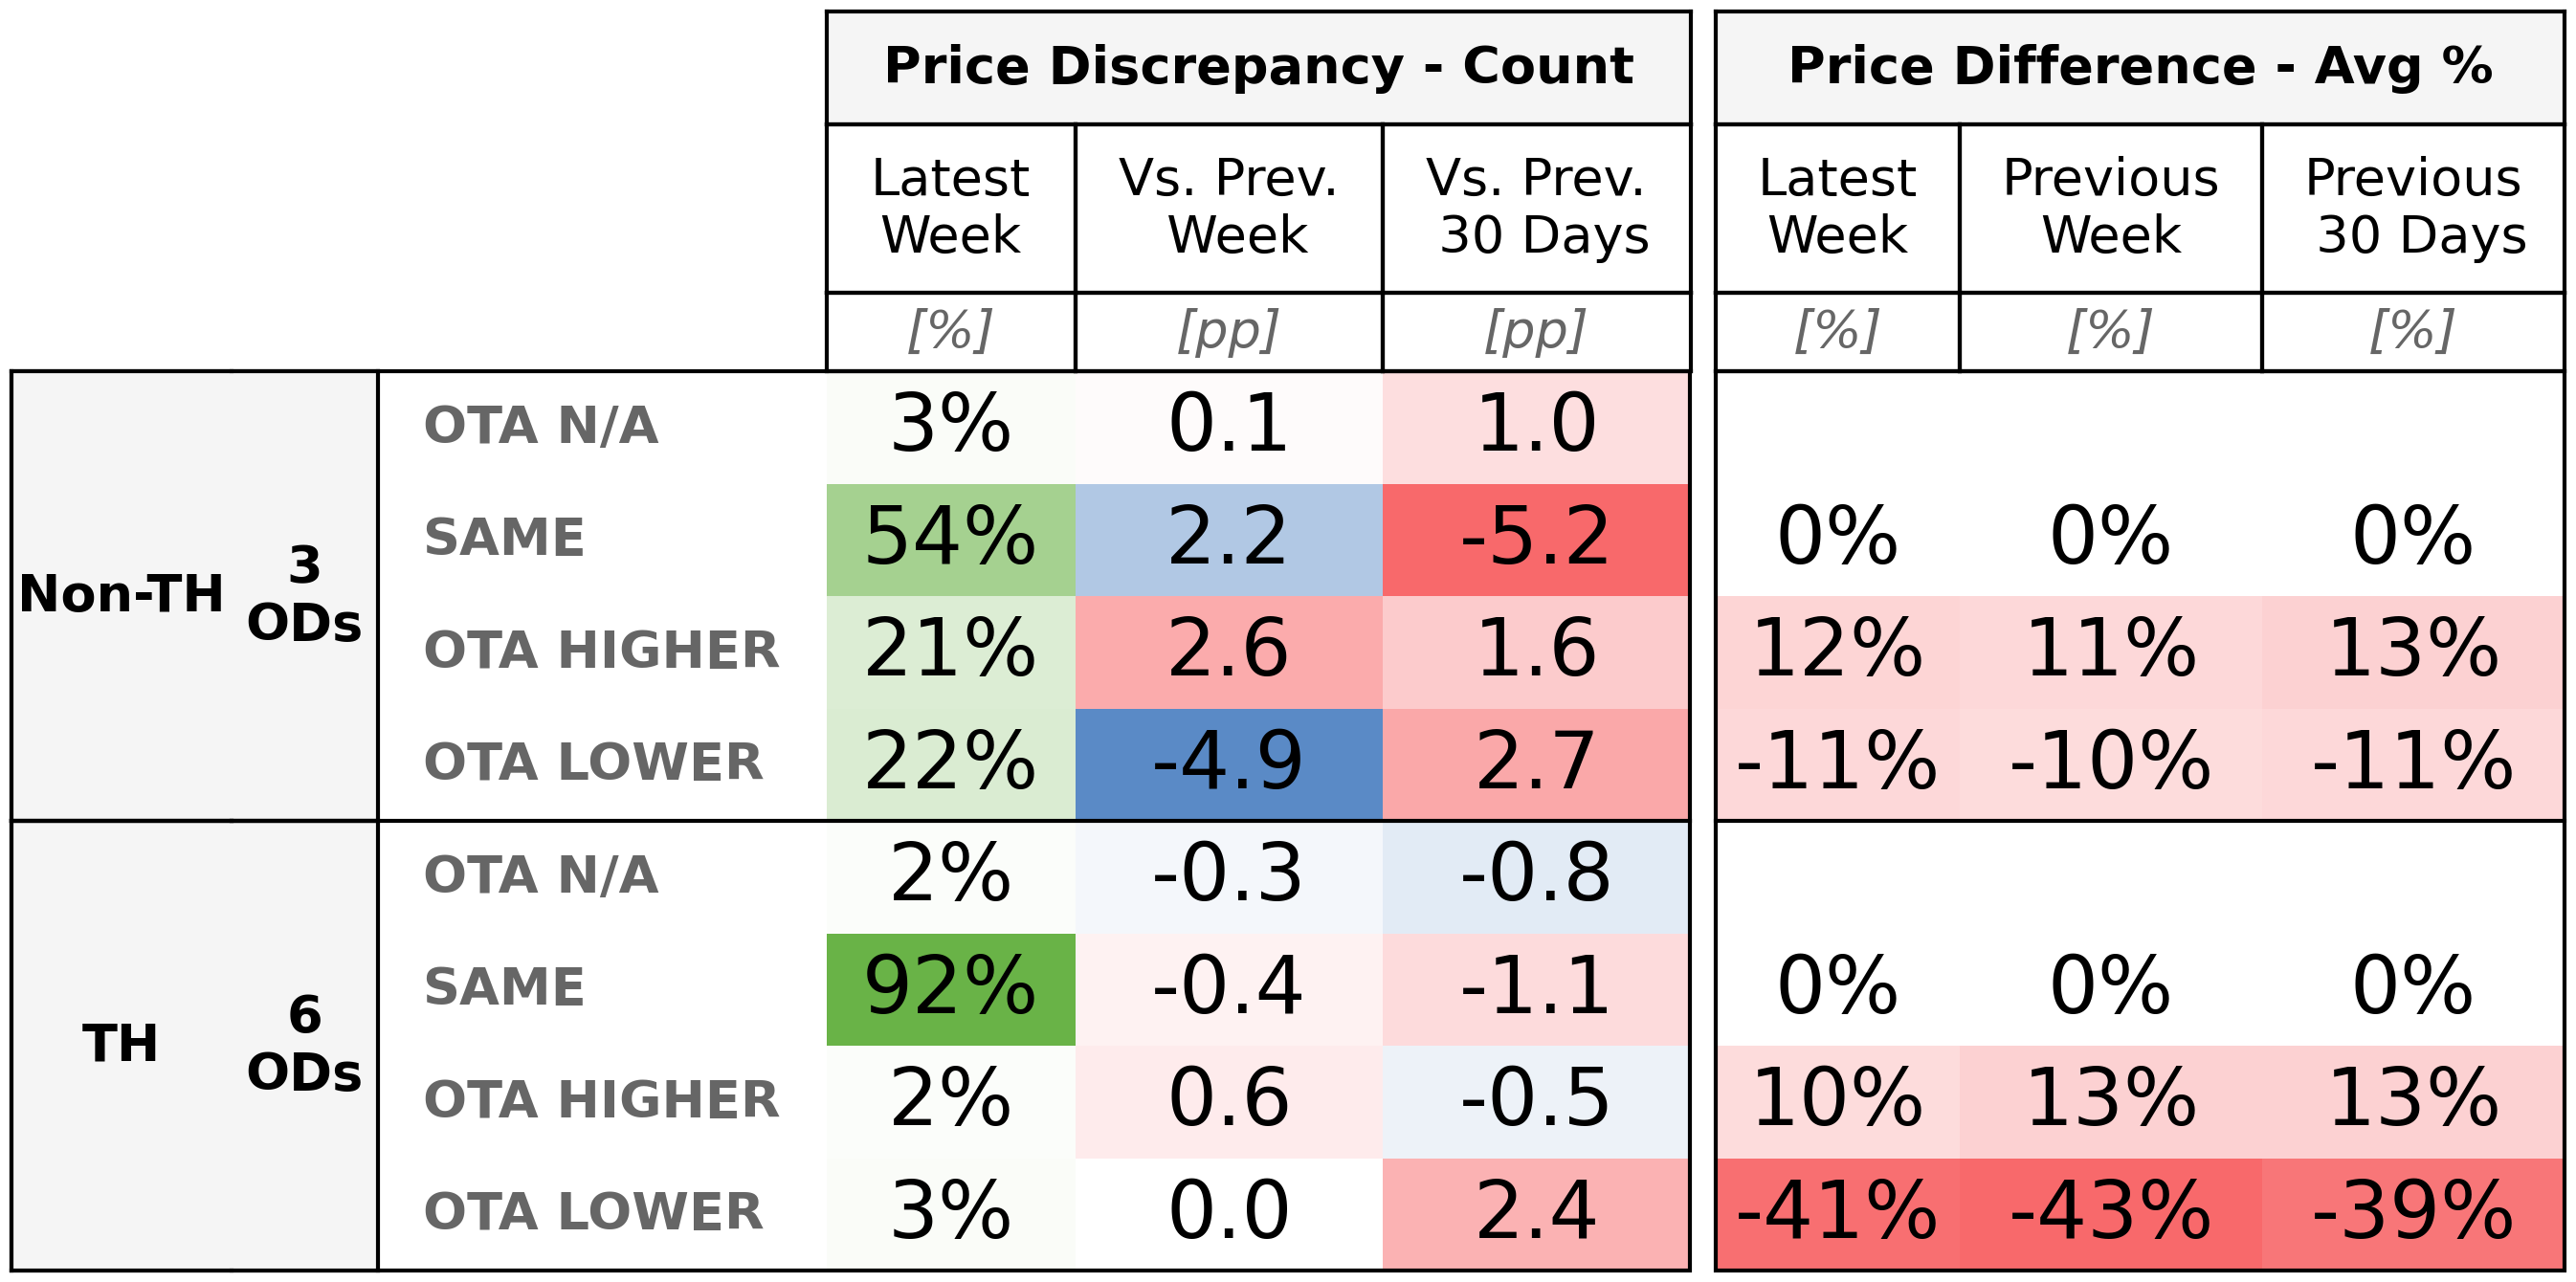 Price Discrepancy - Count Price Difference - Avg %
Latest Week Vs. Prev. Week Vs. Prev. 30 Days Latest Week Previous Week Previous 30 Days
[%] [pp] [pp] [%] [%] [%]
Non-TH 3 ODs
OTA N/A 3% 0.1 1.0
SAME 54% 2.2 -5.2 0% 0% 0%
OTA HIGHER 21% 2.6 1.6 12% 11% 13%
OTA LOWER 22% -4.9 2.7 -11% -10% -11%
TH 6 ODs
OTA N/A 2% -0.3 -0.8
SAME 92% -0.4 -1.1 0% 0% 0%
OTA HIGHER 2% 0.6 -0.5 10% 13% 13%
OTA LOWER 3% 0.0 2.4 -41% -43% -39%